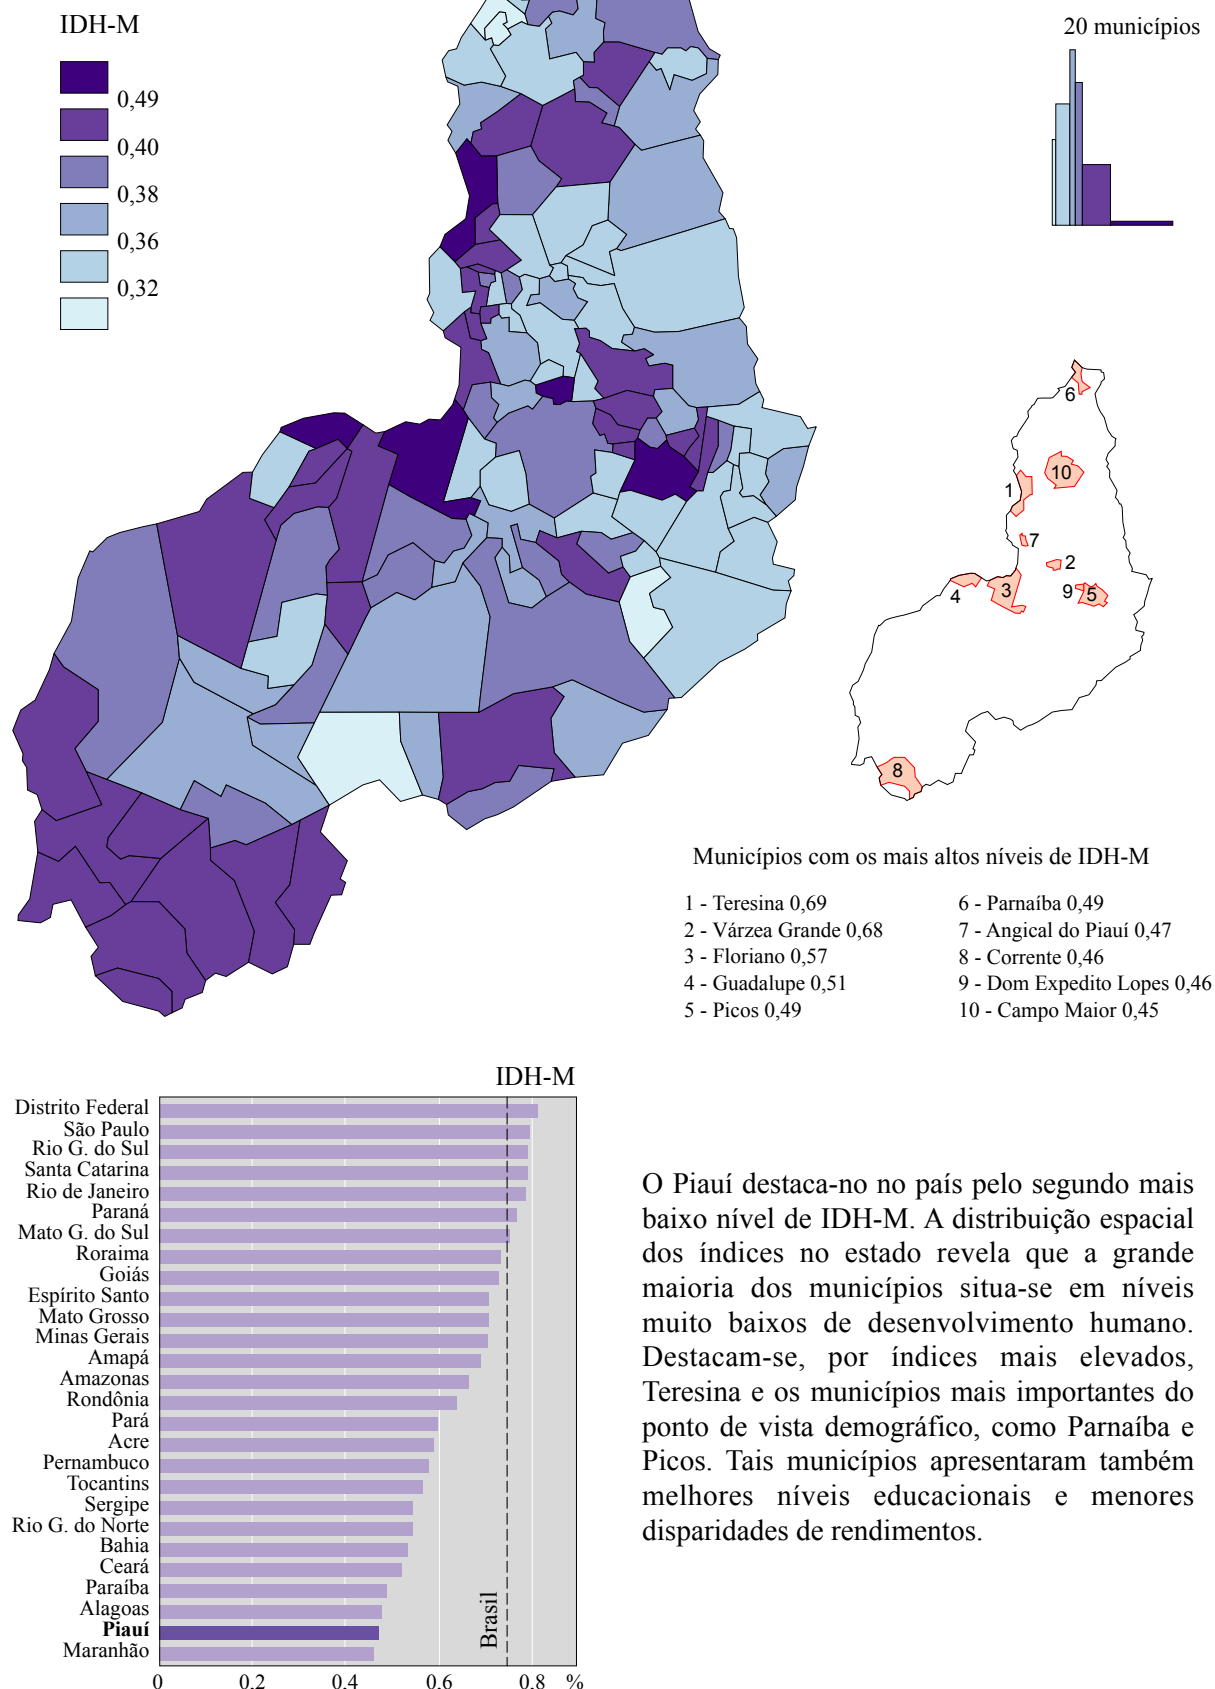 IDH-M
0,49
0,40
0,38
0,36
0,32
20 municípios
6
10
1
7
2
4
3
9
5
8
Municípios com os mais altos níveis de IDH-M
1 - Teresina 0,69
2 - Várzea Grande 0,68
3 - Floriano 0,57
4 - Guadalupe 0,51
5 - Picos 0,49
6 - Parnaíba 0,49
7 - Angical do Piauí 0,47
8 - Corrente 0,46
9 - Dom Expedito Lopes 0,46
10 - Campo Maior 0,45
IDH-M
Distrito Federal
São Paulo
Rio G. do Sul
Santa Catarina
Rio de Janeiro
Paraná
Mato G. do Sul
Roraima
Goiás
Espírito Santo
Mato Grosso
Minas Gerais
Amapá
Amazonas
Rondônia
Pará
Acre
Pernambuco
Tocantins
Sergipe
Rio G. do Norte
Bahia
Ceará
Paraíba
Alagoas
Piauí
Maranhão
Brasil
0 0,2 0,4 0,6 0,8 %
O Piauí destaca-no no país pelo segundo mais
baixo nível de IDH-M. A distribuição espacial
dos índices no estado revela que a grande
maioria dos municípios situa-se em níveis
muito baixos de desenvolvimento humano.
Destacam-se, por índices mais elevados,
Teresina e os municípios mais importantes do
ponto de vista demográfico, como Parnaíba e
Picos. Tais municípios apresentaram também
melhores níveis educacionais e menores
disparidades de rendimentos.